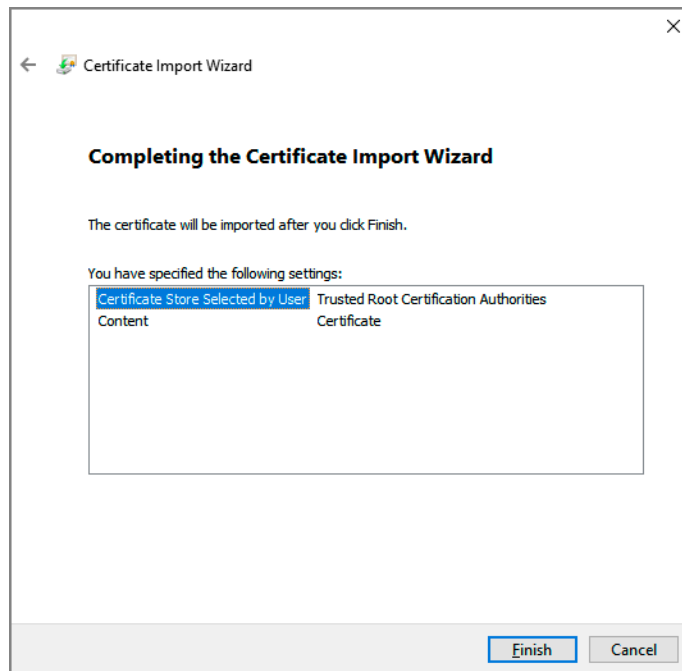 Certificate Import Wizard
Completing the Certificate Import Wizard
The certificate will be imported after you click Finish.
You have specified the following settings:
Certificate Store Selected by User Trusted Root Certification Authorities
Content Certificate
Finish Cancel